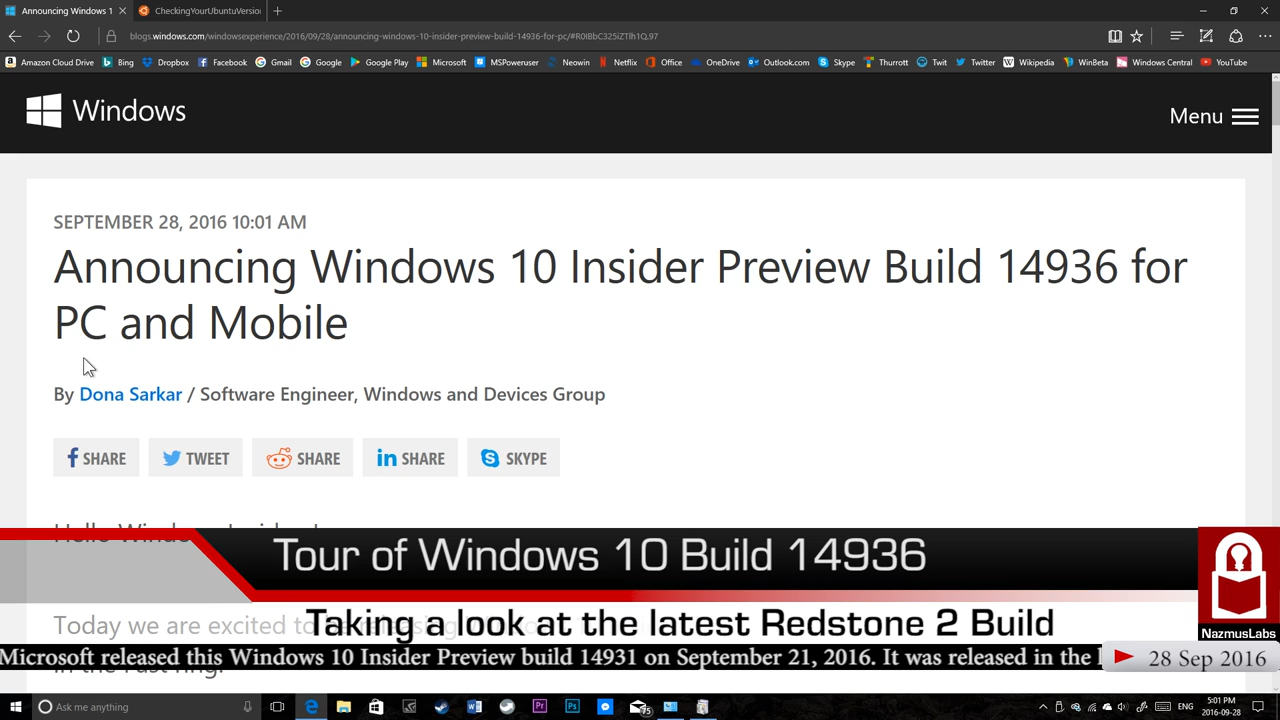 Announcing Windows 1
CheckingYourUbuntuVersion
blogs.windows.com/windowsexperience/2016/09/28/announcing-windows-10-insider-preview-build-14936-for-pc/#R0IBbC325iZTlh1Q.97
Amazon Cloud Drive Bing Dropbox Facebook Gmail Google Google Play Microsoft MSPoweruser Neowin Netflix Office OneDrive Outlook.com Skype Thurrott Twit Twitter Wikipedia WinBeta Windows Central YouTube
Windows
Menu
SEPTEMBER 28, 2016 10:01 AM
Announcing Windows 10 Insider Preview Build 14936 for
PC and Mobile
By Dona Sarkar / Software Engineer, Windows and Devices Group
SHARE TWEET SHARE SHARE SKYPE
Tour of Windows 10 Build 14936
Today we are excited to
Taking a look at the latest Redstone 2 Build
NazmusLabs
Microsoft released this Windows 10 Insider Preview build 14931 on September 21, 2016. It was released in the
28 Sep 2016
Ask me anything
75
ENG
5:01 PM
2016-09-28